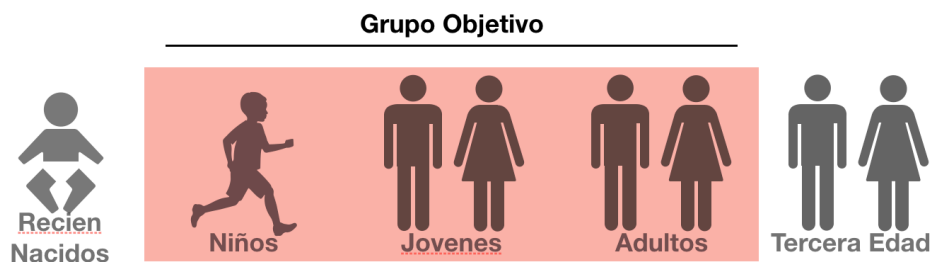 Grupo Objetivo
Recien
Nacidos
Niños
Jovenes
Adultos
Tercera Edad